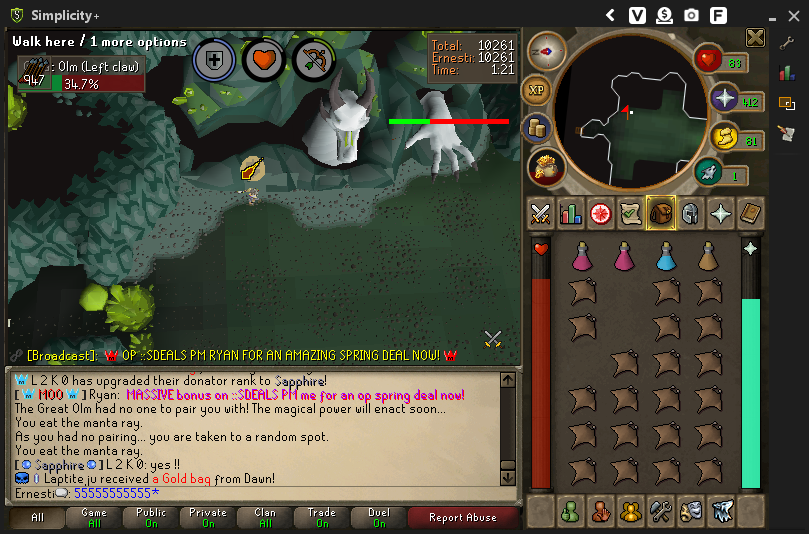 Simplicity+
Walk here / 1 more options
Total: 10261
Ernesti: 10261
Time: 1:21
: Olm (Left claw)
947
34.7%
XP
83
412
81
1
[Broadcast]: OP ::SDEALS PM RYAN FOR AN AMAZING SPRING DEAL NOW!
L 2 K 0 has upgraded their donator rank to Sapphire!
[ MOO ] Ryan: MASSIVE bonus on ::SDEALS PM me for an op spring deal now!
The Great Olm had no one to pair you with! The magical power will enact soon...
You eat the manta ray.
As you had no pairing... you are taken to a random spot.
You eat the manta ray.
[ Sapphire ] L 2 K 0: yes !!
Laptite,ju received a Gold bag from Dawn!
Ernesti: 55555555555*
All
Game
All
Public
On
Private
On
Clan
All
Trade
On
Duel
On
Report Abuse